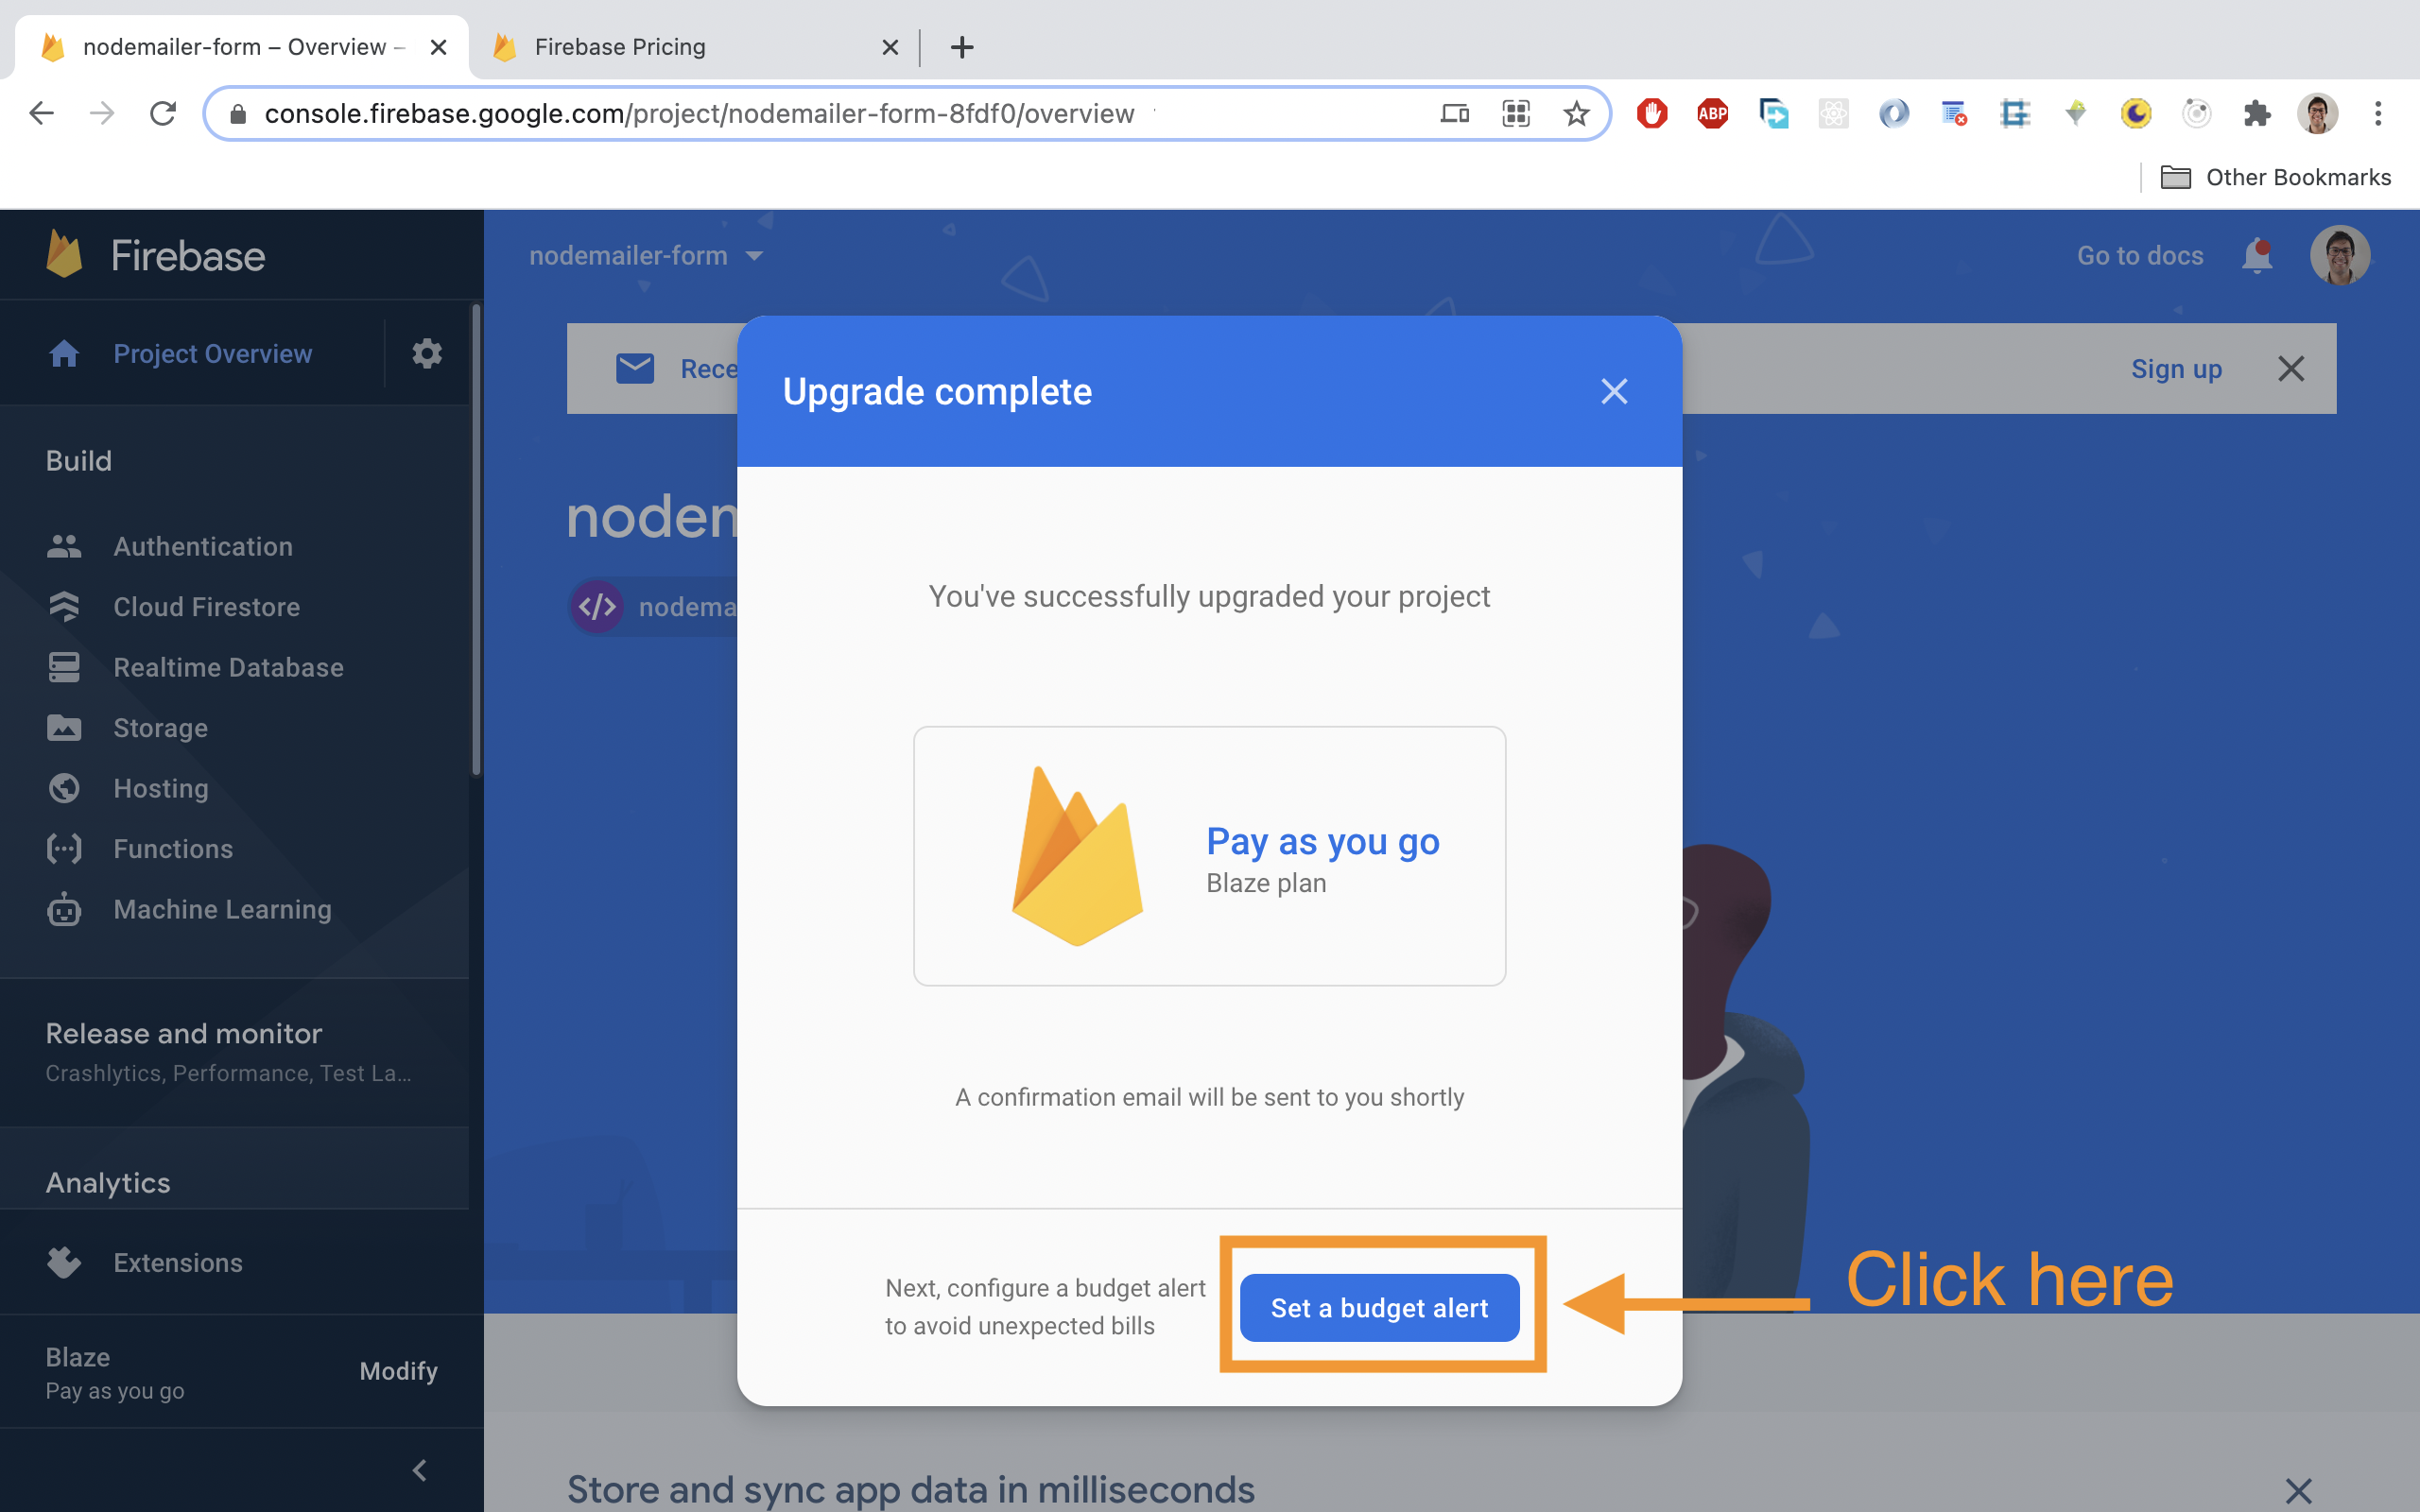 nodemailer-form – Overview –
Firebase Pricing
console.firebase.google.com/project/nodemailer-form-8fdf0/overview
ABP
Other Bookmarks
Firebase
nodemailer-form
Go to docs
Project Overview
Rece
Sign up
Upgrade complete
Build
nodem
Authentication
You've successfully upgraded your project
Cloud Firestore
</> nodema
Realtime Database
Storage
Hosting
Functions
Pay as you go
Blaze plan
Machine Learning
Release and monitor
Crashlytics, Performance, Test La...
A confirmation email will be sent to you shortly
Analytics
Extensions
Next, configure a budget alert
to avoid unexpected bills
Set a budget alert
Click here
Blaze
Pay as you go
Modify
Store and sync app data in milliseconds